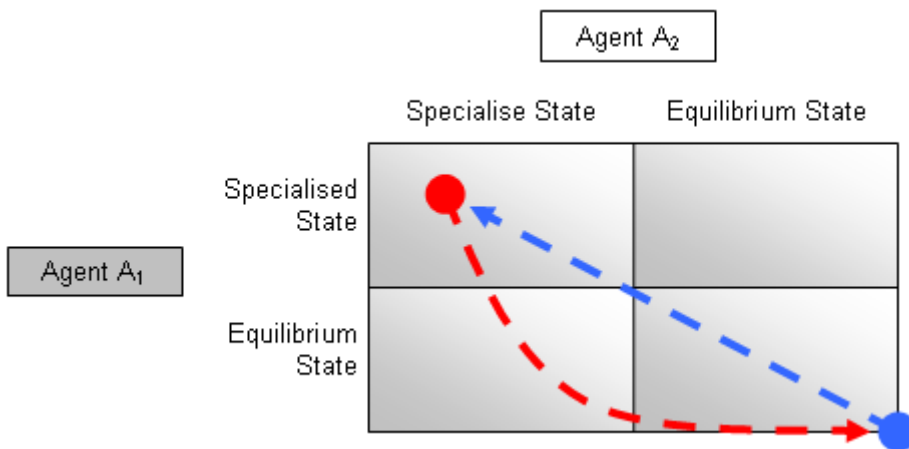 Agent A₂
Specialise State
Equilibrium State
Specialised
State
Agent A₁
Equilibrium
State